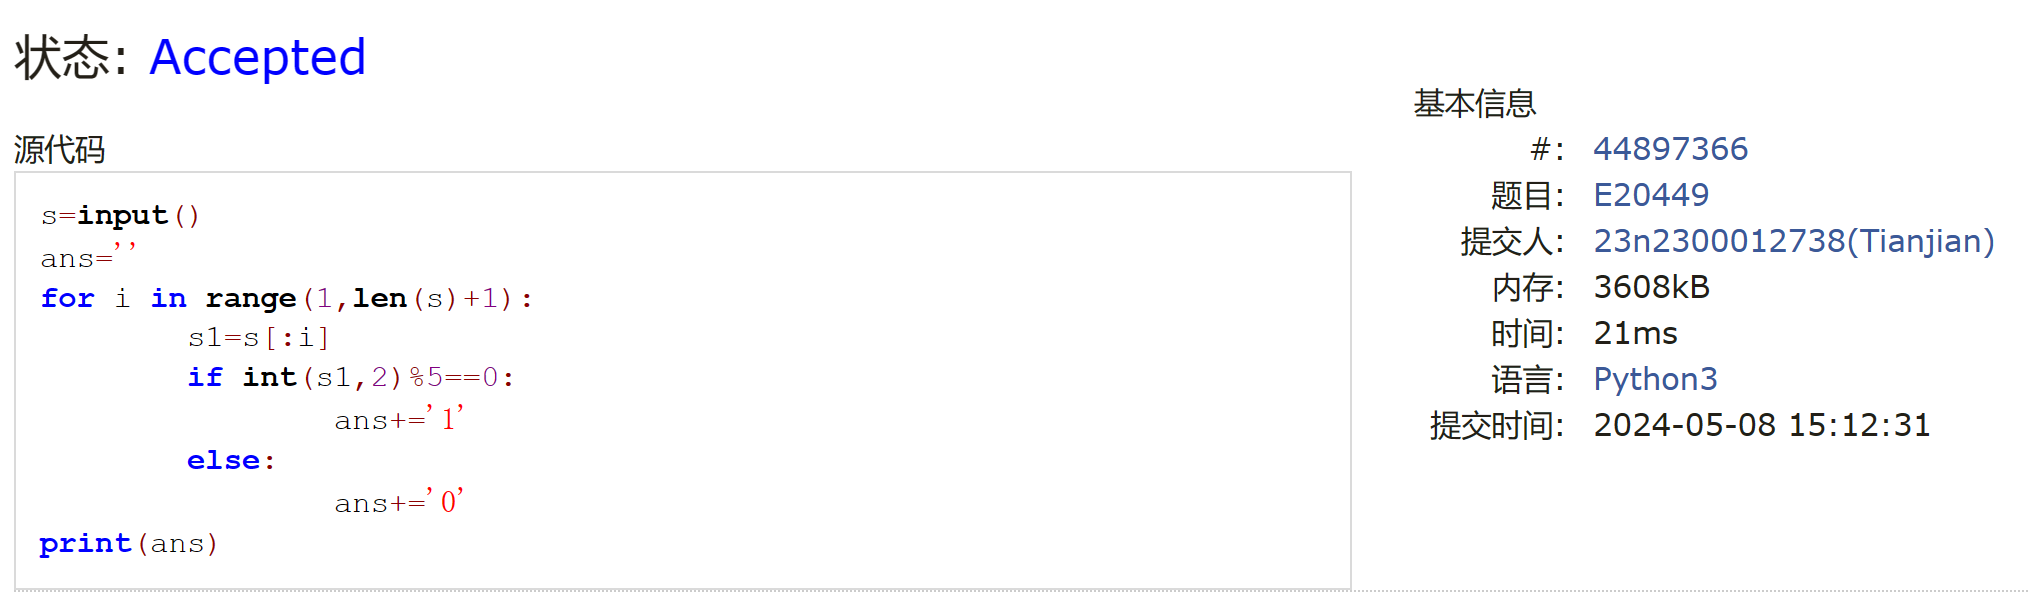 状态: Accepted
源代码
s=input()
ans=''
for i in range(1,len(s)+1):
        s1=s[:i]
        if int(s1,2)%5==0:
                ans+='1'
        else:
                ans+='0'
print(ans)
基本信息
#: 44897366
题目: E20449
提交人: 23n2300012738(Tianjian)
内存: 3608kB
时间: 21ms
语言: Python3
提交时间: 2024-05-08 15:12:31